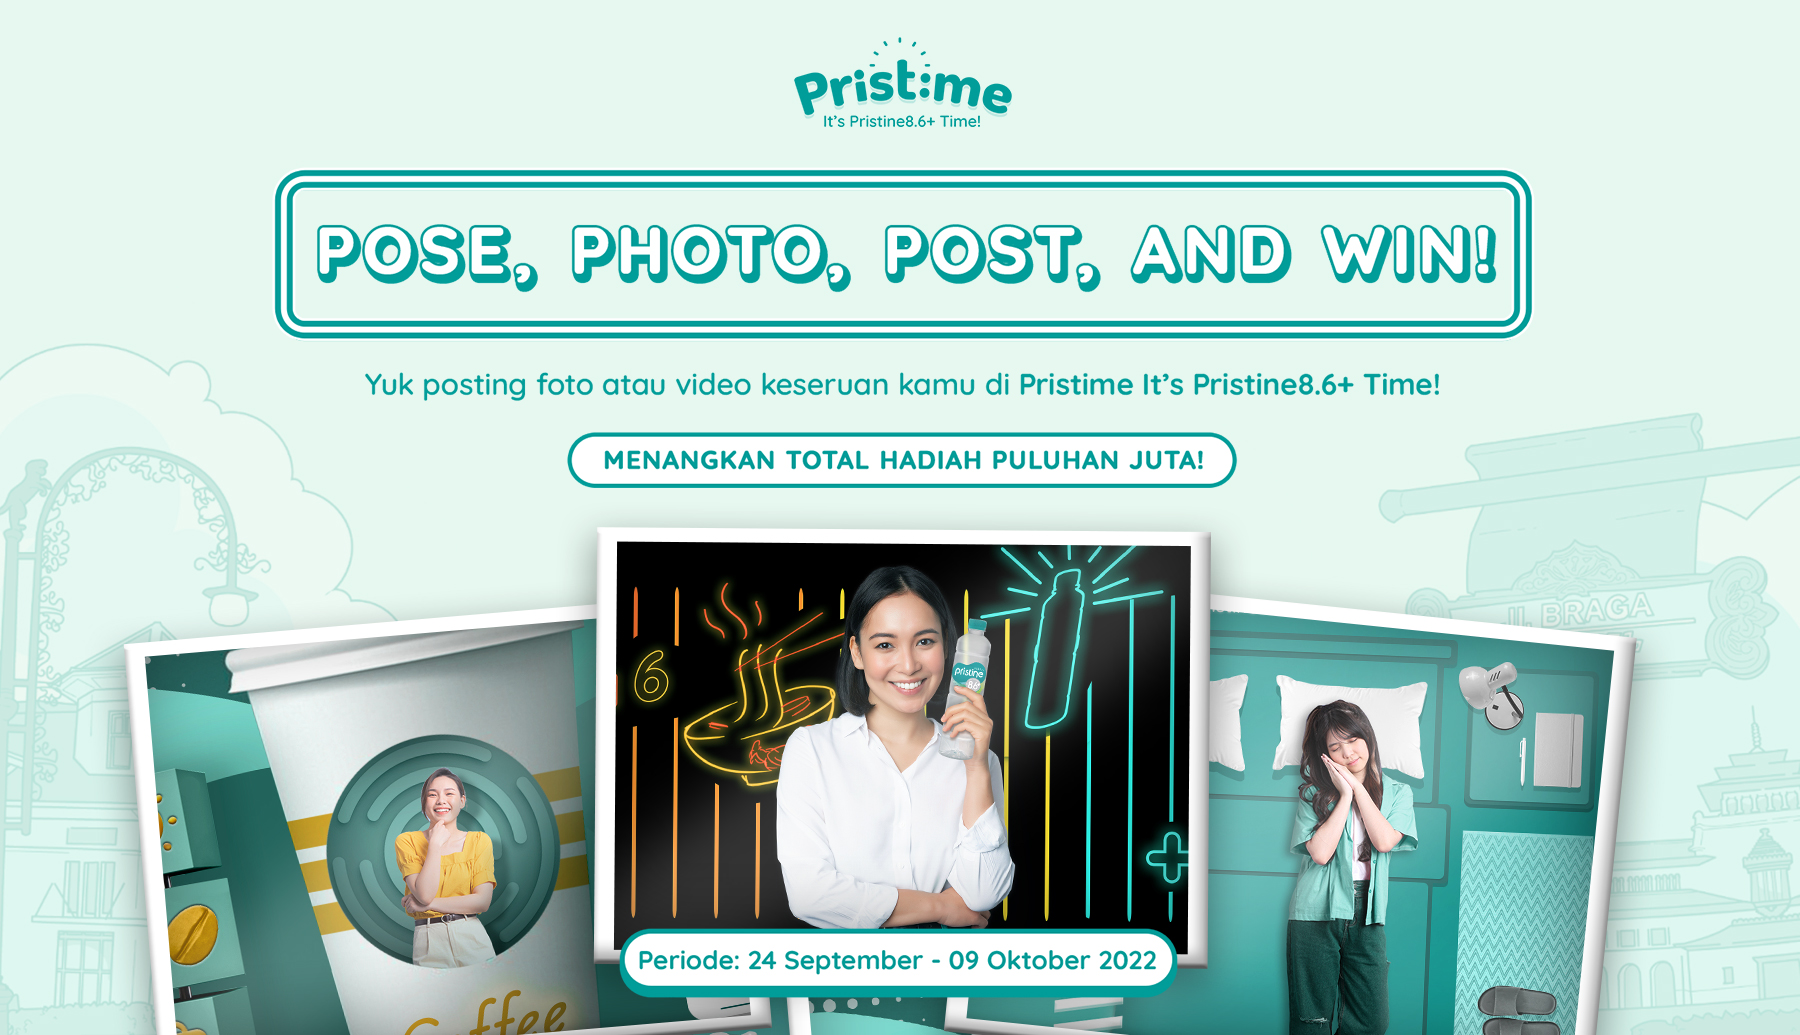 Prist:me
It's Pristine8.6+ Time!
POSE, PHOTO, POST, AND WIN!
Yuk posting foto atau video keseruan kamu di Pristime It's Pristine8.6+ Time!
MENANGKAN TOTAL HADIAH PULUHAN JUTA!
JL. BRAGA
6
Pristine
8.6+
+
Coffee
Periode: 24 September - 09 Oktober 2022